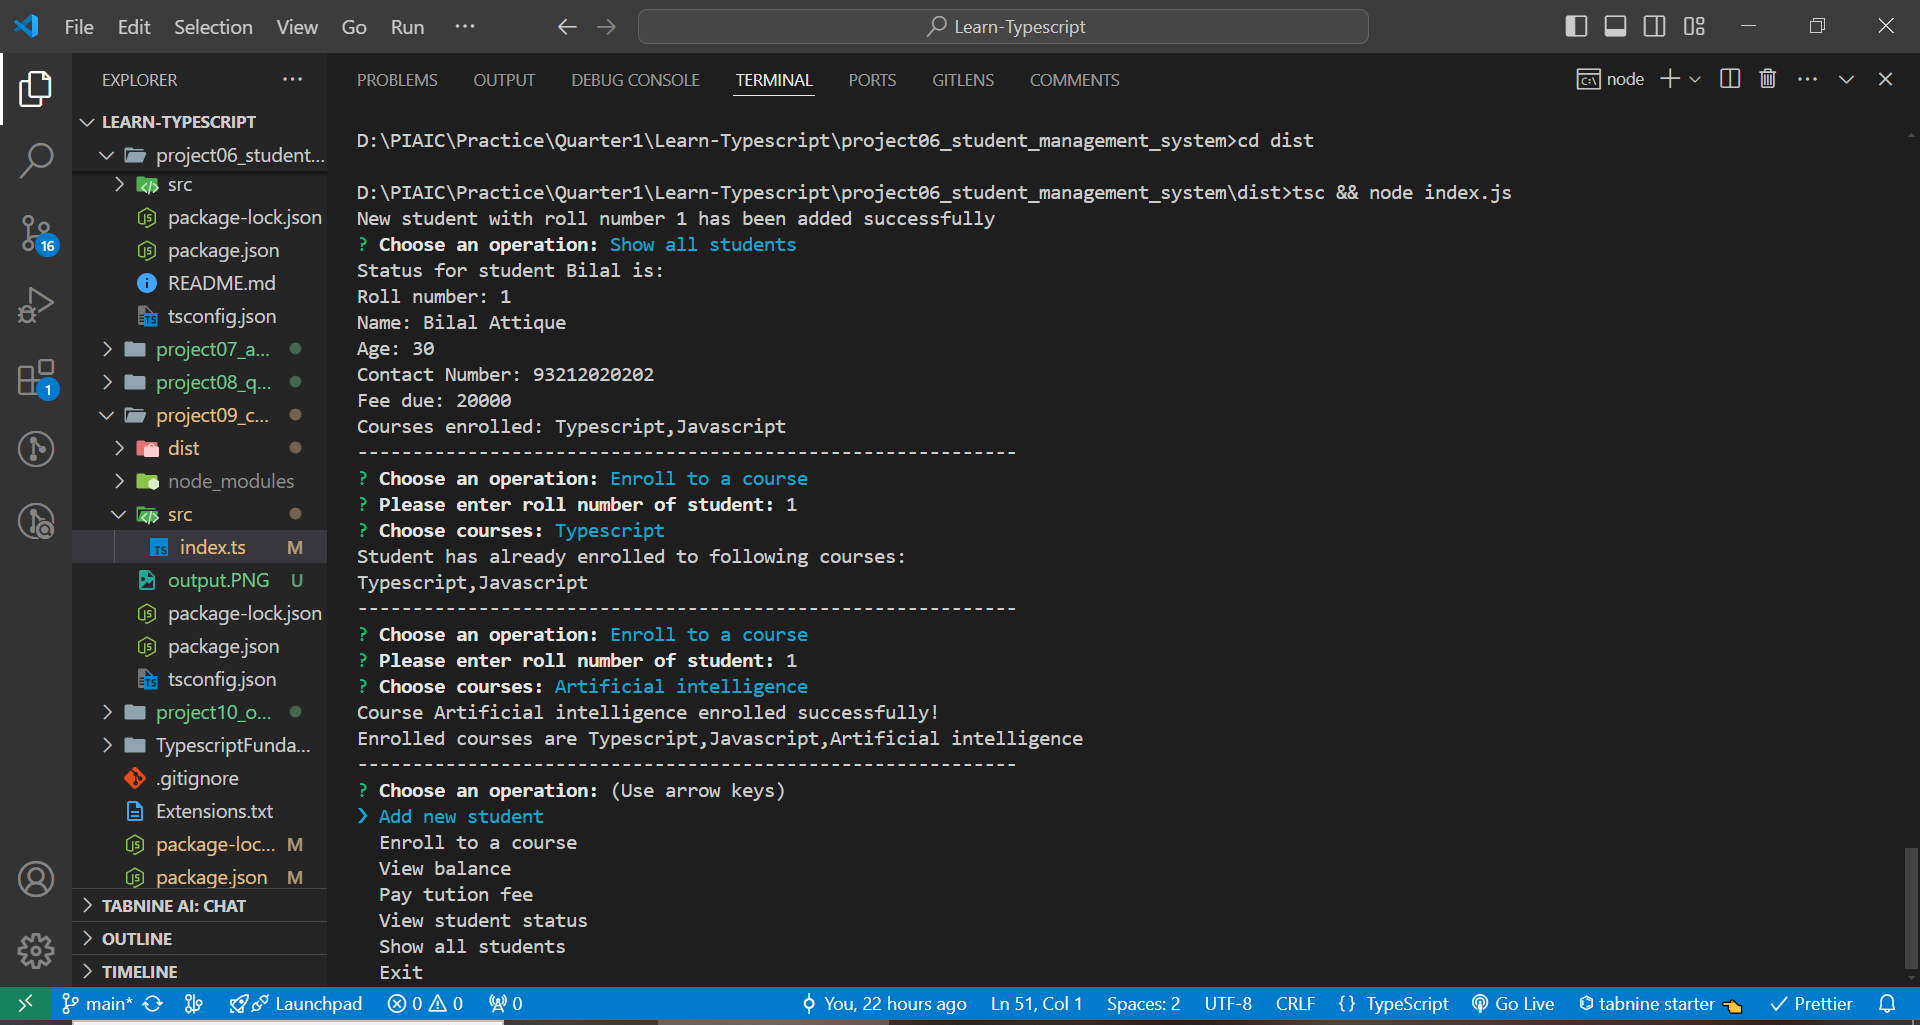 File Edit Selection View Go Run ··· Learn-Typescript
EXPLORER ···
LEARN-TYPESCRIPT
project06_student...
src
package-lock.json
package.json
README.md
tsconfig.json
project07_a...
project08_q...
project09_c...
dist
node_modules
src
index.ts M
output.PNG U
package-lock.json
package.json
tsconfig.json
project10_o...
TypescriptFunda...
.gitignore
Extensions.txt
package-loc... M
package.json M
TABNINE AI: CHAT
OUTLINE
TIMELINE
16
1
PROBLEMS OUTPUT DEBUG CONSOLE TERMINAL PORTS GITLENS COMMENTS node
D:\PIAIC\Practice\Quarter1\Learn-Typescript\project06_student_management_system>cd dist
D:\PIAIC\Practice\Quarter1\Learn-Typescript\project06_student_management_system\dist>tsc && node index.js
New student with roll number 1 has been added successfully
? Choose an operation: Show all students
Status for student Bilal is:
Roll number: 1
Name: Bilal Attique
Age: 30
Contact Number: 93212020202
Fee due: 20000
Courses enrolled: Typescript,Javascript
------------------------------------------------------------
? Choose an operation: Enroll to a course
? Please enter roll number of student: 1
? Choose courses: Typescript
Student has already enrolled to following courses:
Typescript,Javascript
------------------------------------------------------------
? Choose an operation: Enroll to a course
? Please enter roll number of student: 1
? Choose courses: Artificial intelligence
Course Artificial intelligence enrolled successfully!
Enrolled courses are Typescript,Javascript,Artificial intelligence
------------------------------------------------------------
? Choose an operation: (Use arrow keys)
❯ Add new student
Enroll to a course
View balance
Pay tution fee
View student status
Show all students
Exit
main* Launchpad 0 0 0 You, 22 hours ago Ln 51, Col 1 Spaces: 2 UTF-8 CRLF {} TypeScript Go Live tabnine starter Prettier